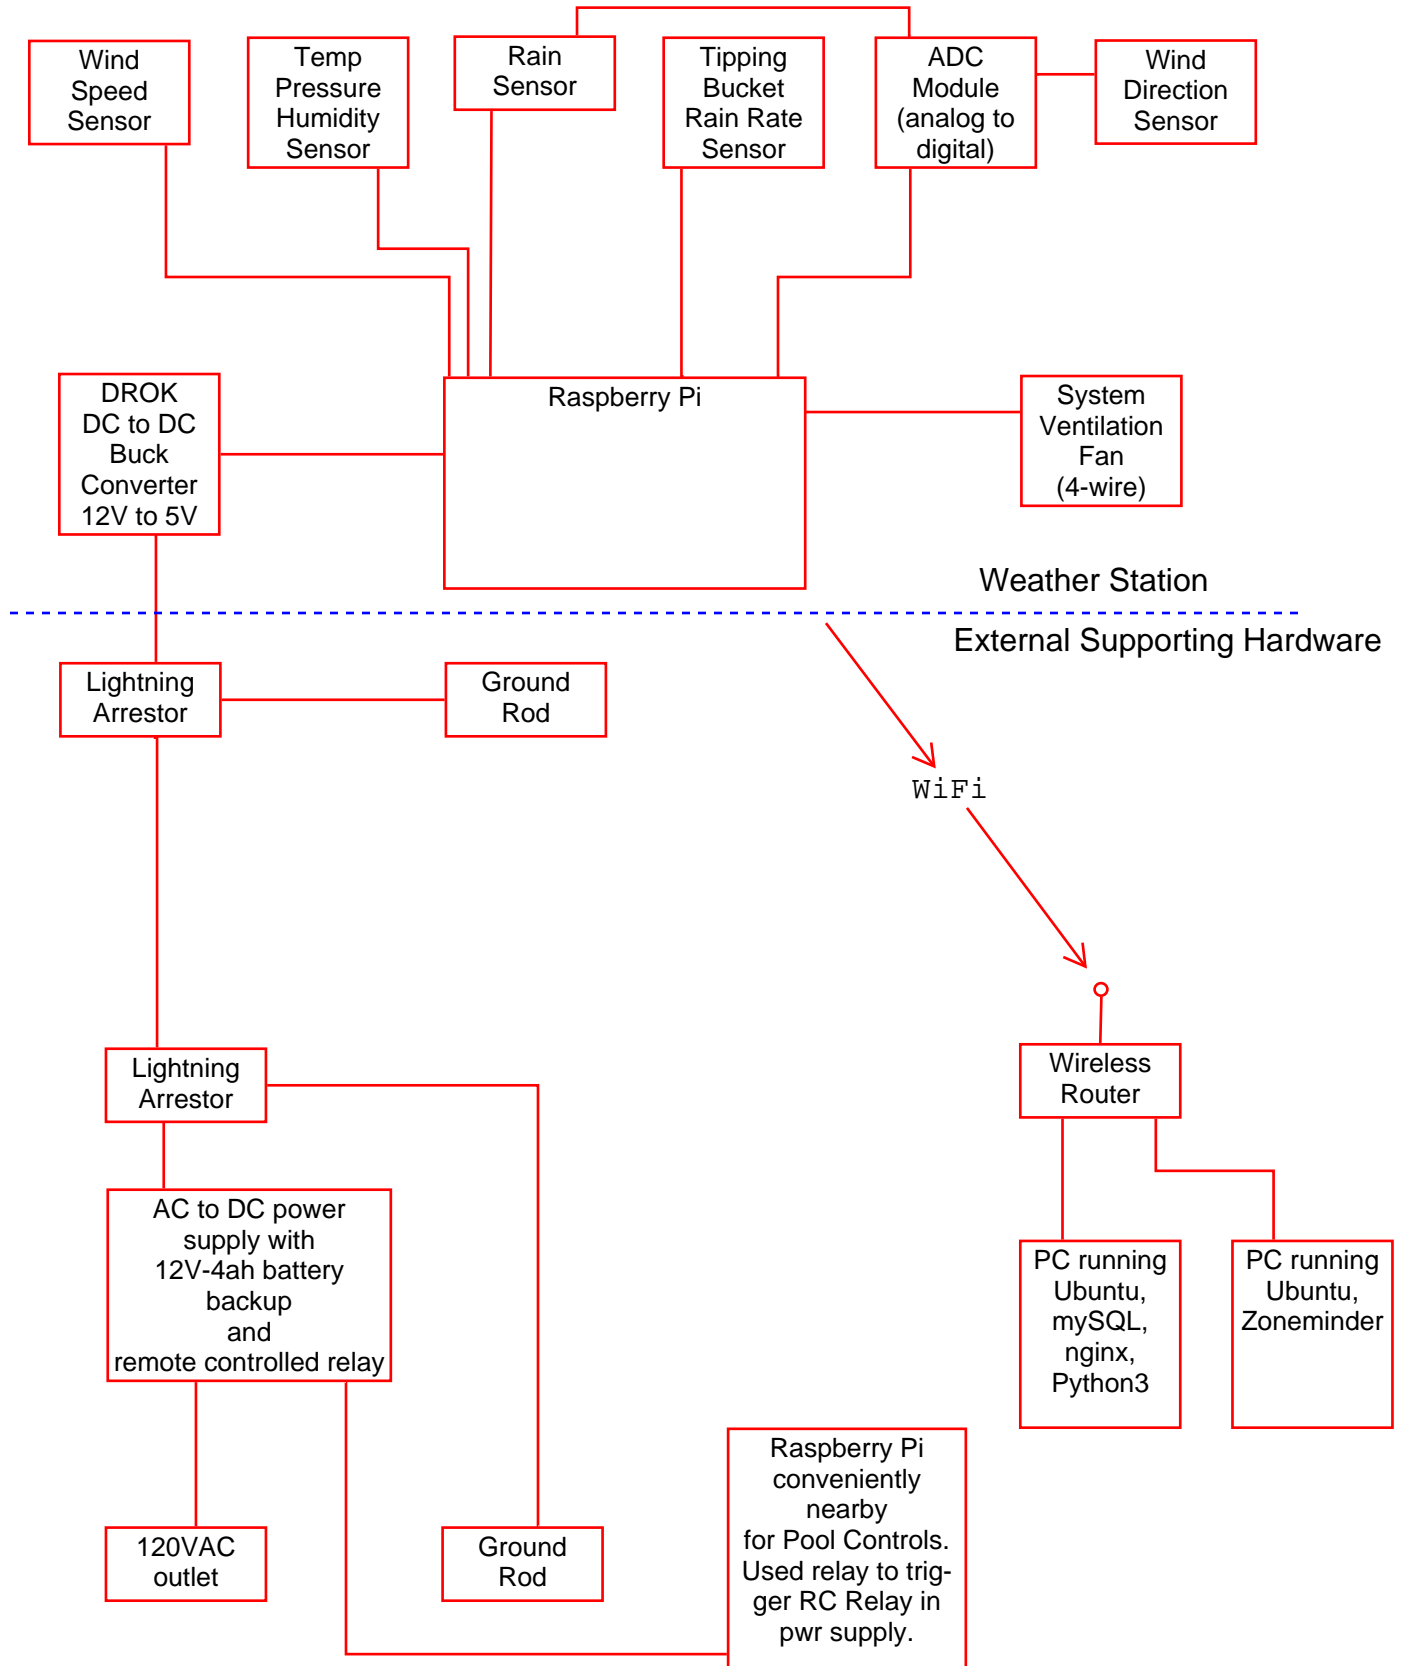 Wind
Speed
Sensor
Temp
Pressure
Humidity
Sensor
Rain
Sensor
Tipping
Bucket
Rain Rate
Sensor
ADC
Module
(analog to
digital)
Wind
Direction
Sensor
DROK
DC to DC
Buck
Converter
12V to 5V
Raspberry Pi
System
Ventilation
Fan
(4-wire)
Weather Station
External Supporting Hardware
Lightning
Arrestor
Ground
Rod
WiFi
Lightning
Arrestor
Wireless
Router
AC to DC power
supply with
12V-4ah battery
backup
and
remote controlled relay
PC running
Ubuntu,
mySQL,
nginx,
Python3
PC running
Ubuntu,
Zoneminder
120VAC
outlet
Ground
Rod
Raspberry Pi
conveniently
nearby
for Pool Controls.
Used relay to trig-
ger RC Relay in
pwr supply.